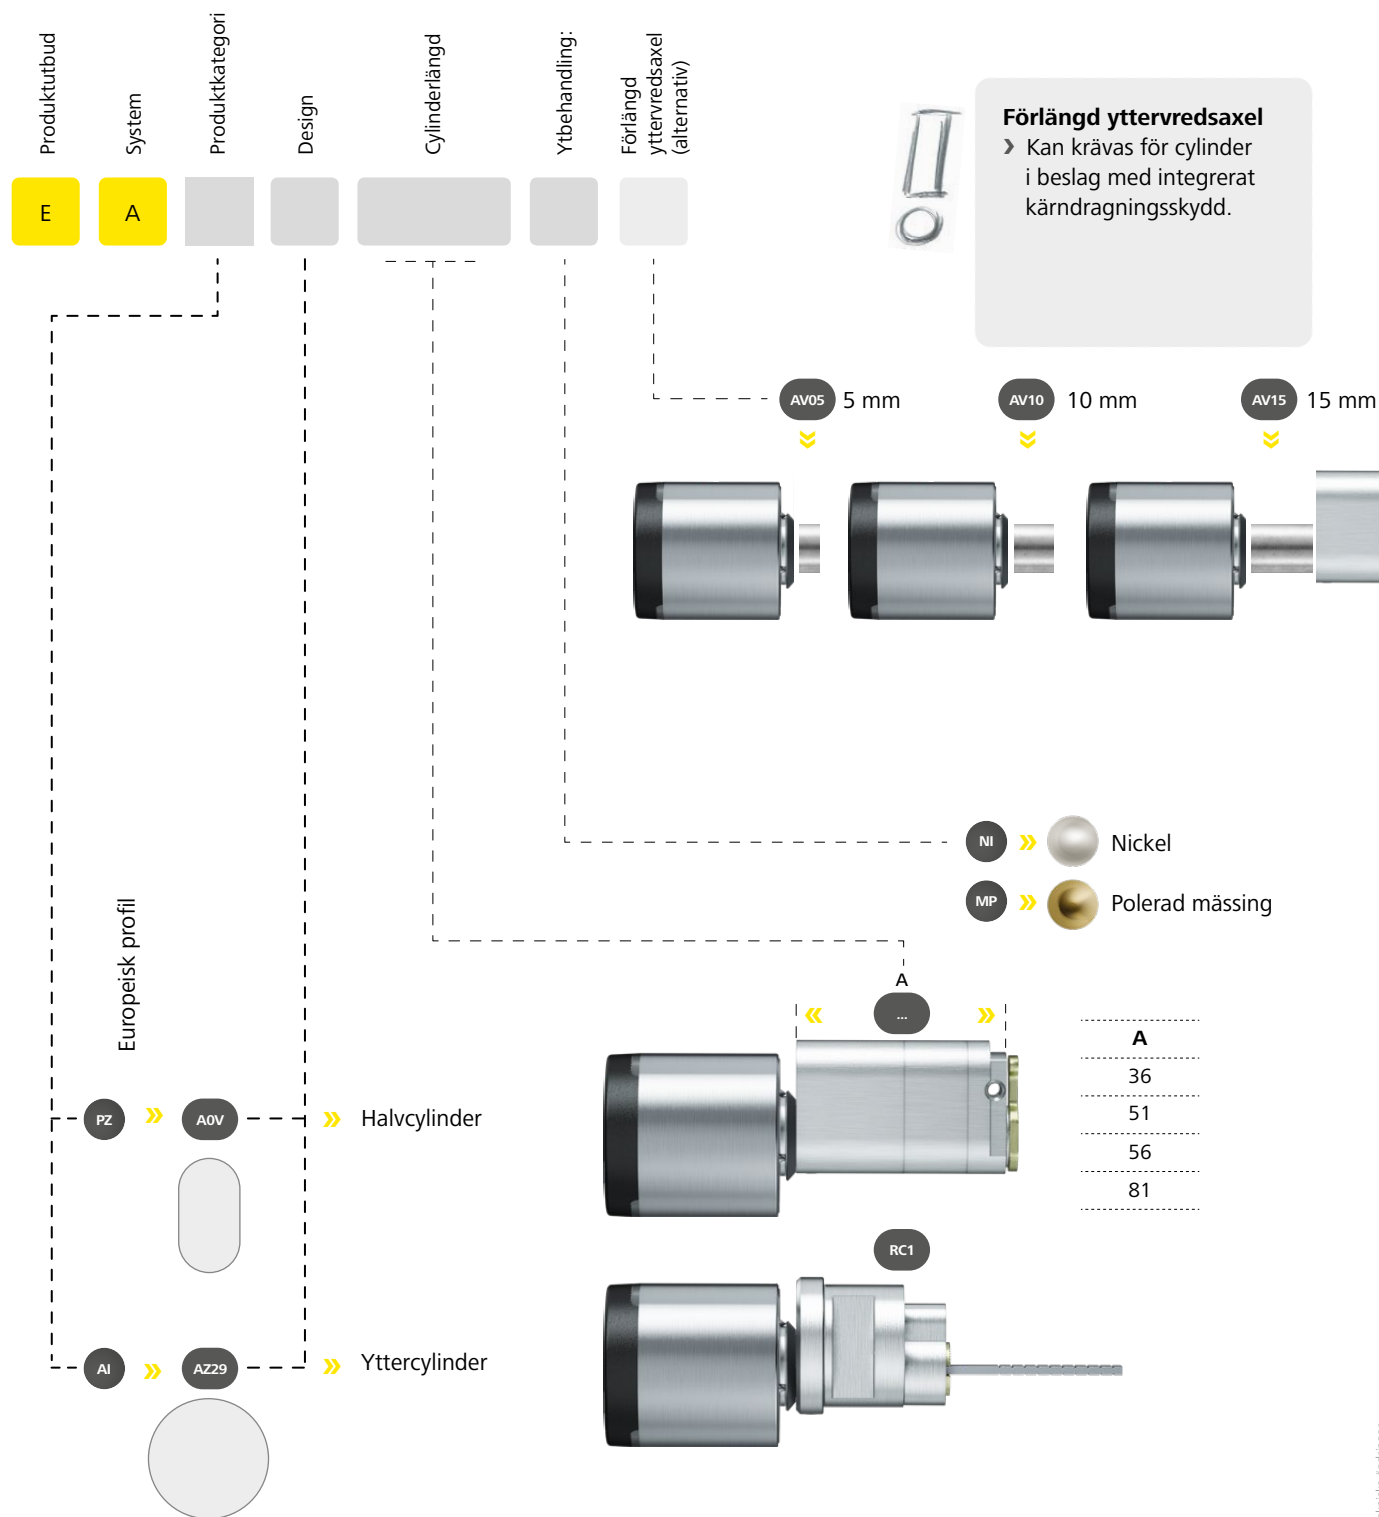 Produktutbud
System
Produktkategori
Design
Cylinderlängd
Ytbehandling:
Förlängd
yttervredsaxel
(alternativ)
E
A
Förlängd yttervredsaxel
› Kan krävas för cylinder
i beslag med integrerat
kärndragningsskydd.
AV05 5 mm
AV10 10 mm
AV15 15 mm
NI » Nickel
MP » Polerad mässing
Europeisk profil
A
...
A
36
51
56
81
PZ » A0V » Halvcylinder
RC1
AI » AZ29 » Yttercylinder